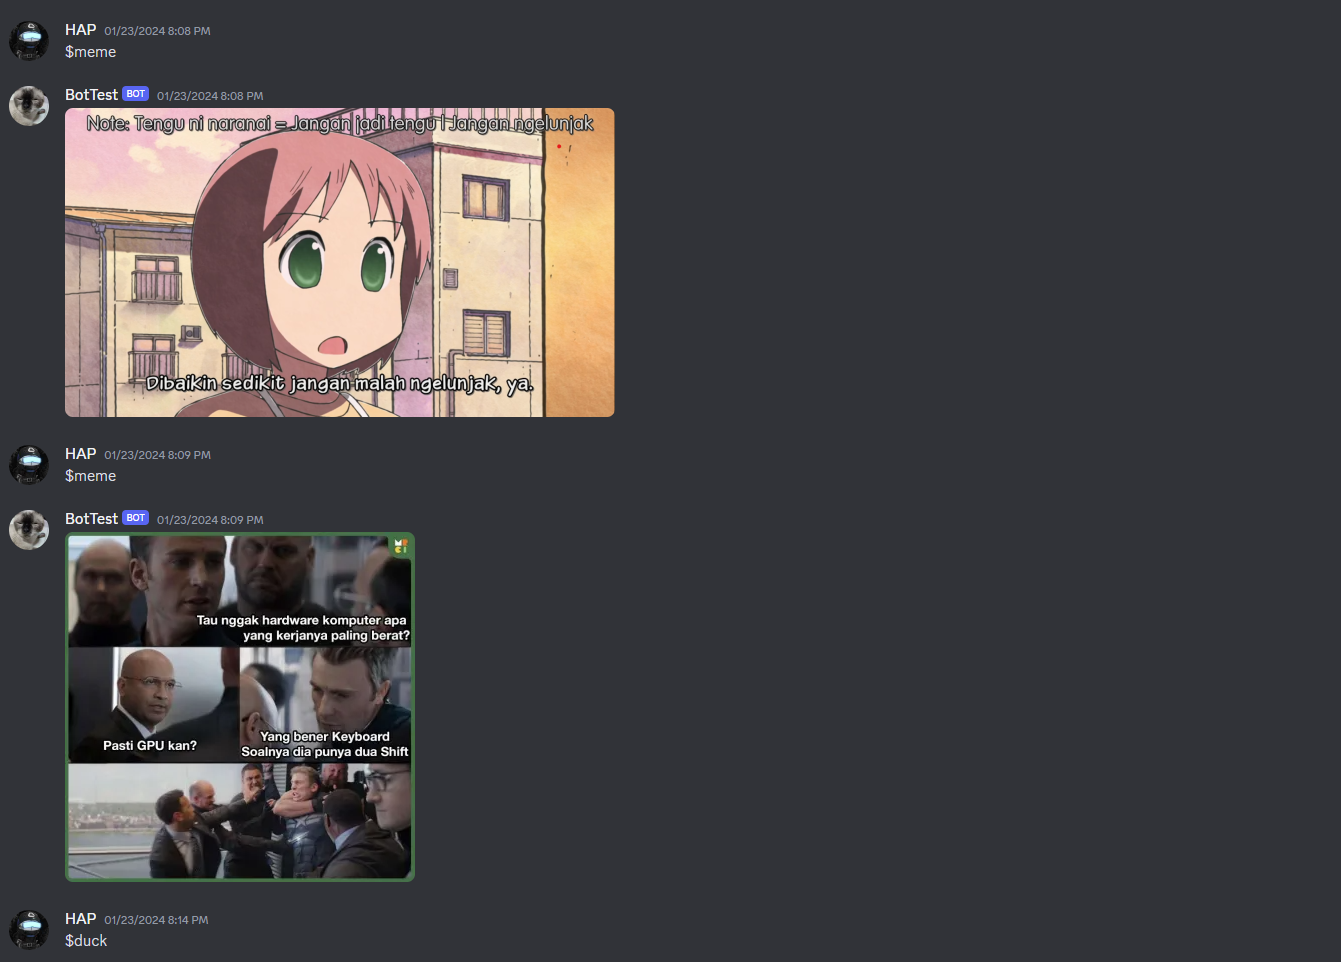 HAP 01/23/2024 8:08 PM
$meme
BotTest BOT 01/23/2024 8:08 PM
Note: Tengu ni naranai = Jangan jadi tengu | Jangan ngelunjak
Dibaikin sedikit jangan malah ngelunjak, ya.
HAP 01/23/2024 8:09 PM
$meme
BotTest BOT 01/23/2024 8:09 PM
Tau nggak hardware komputer apa
yang kerjanya paling berat?
Pasti GPU kan?
Yang bener Keyboard
Soalnya dia punya dua Shift
HAP 01/23/2024 8:14 PM
$duck